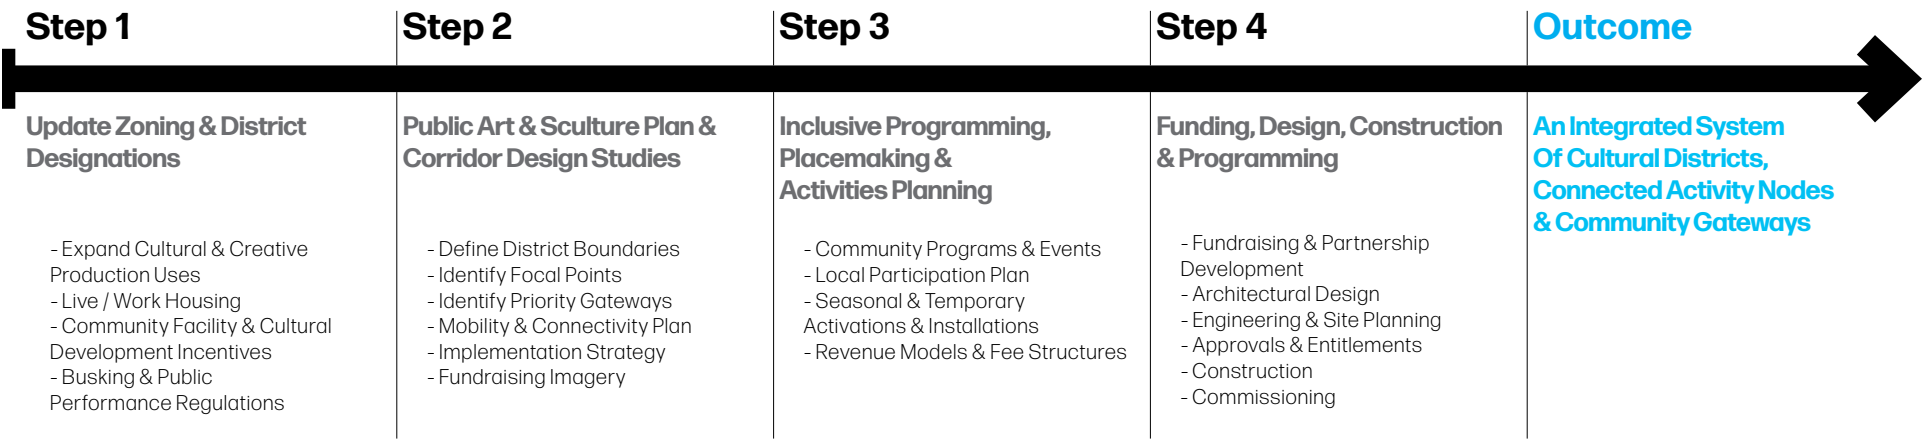 Step 1
Update Zoning & District
Designations
- Expand Cultural & Creative
Production Uses
- Live / Work Housing
- Community Facility & Cultural
Development Incentives
- Busking & Public
Performance Regulations
Step 2
Public Art & Sculture Plan &
Corridor Design Studies
- Define District Boundaries
- Identify Focal Points
- Identify Priority Gateways
- Mobility & Connectivity Plan
- Implementation Strategy
- Fundraising Imagery
Step 3
Inclusive Programming,
Placemaking &
Activities Planning
- Community Programs & Events
- Local Participation Plan
- Seasonal & Temporary
Activations & Installations
- Revenue Models & Fee Structures
Step 4
Funding, Design, Construction
& Programming
- Fundraising & Partnership
Development
- Architectural Design
- Engineering & Site Planning
- Approvals & Entitlements
- Construction
- Commissioning
Outcome
An Integrated System
Of Cultural Districts,
Connected Activity Nodes
& Community Gateways